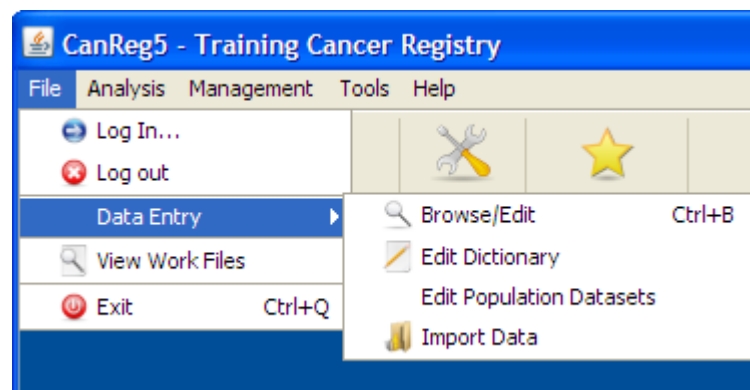 CanReg5 - Training Cancer Registry
File Analysis Management Tools Help
Log In...
Log out
Data Entry
View Work Files
Exit Ctrl+Q
Browse/Edit Ctrl+B
Edit Dictionary
Edit Population Datasets
Import Data